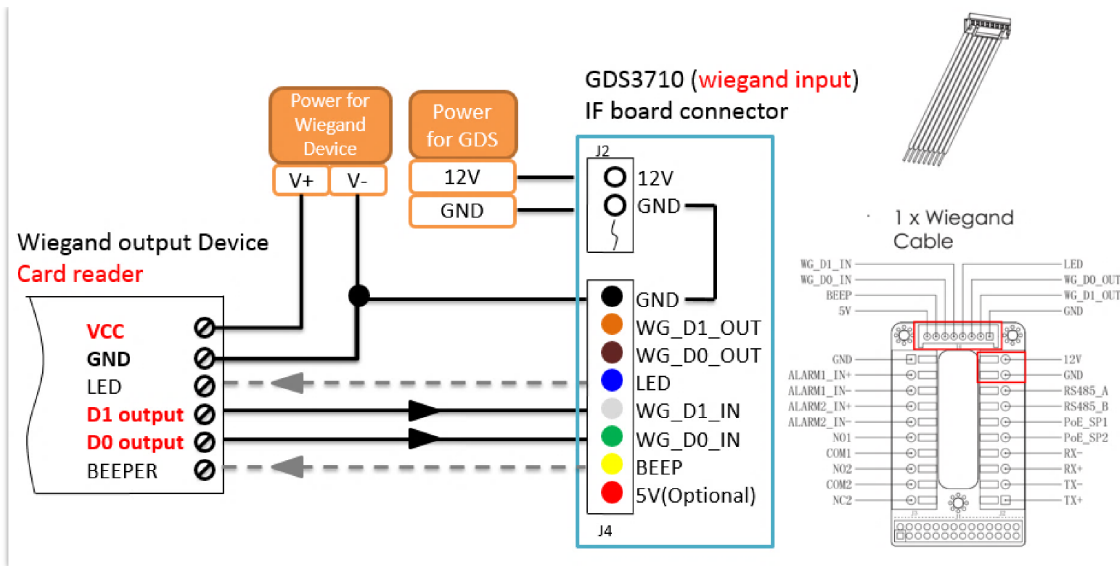 GDS3710 (wiegand input)
IF board connector
Power for
Wiegand
Device
V+ V-
Power
for GDS
12V
GND
J2
12V
GND
Wiegand output Device
Card reader
VCC
GND
LED
D1 output
D0 output
BEEPER
GND
WG_D1_OUT
WG_D0_OUT
LED
WG_D1_IN
WG_D0_IN
BEEP
5V(Optional)
J4
· 1 x Wiegand
Cable
WG_D1_IN
WG_D0_IN
BEEP
5V
LED
WG_D0_OUT
WG_D1_OUT
GND
GND
ALARM1_IN+
ALARM1_IN-
ALARM2_IN+
ALARM2_IN-
NO1
COM1
NO2
COM2
NC2
12V
GND
RS485_A
RS485_B
PoE_SP1
PoE_SP2
RX-
RX+
TX-
TX+
J3 J1 J2